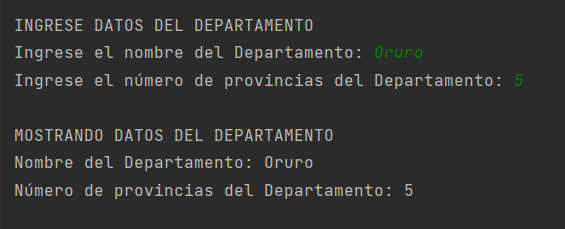 INGRESE DATOS DEL DEPARTAMENTO
Ingrese el nombre del Departamento: Oruro
Ingrese el número de provincias del Departamento: 5
MOSTRANDO DATOS DEL DEPARTAMENTO
Nombre del Departamento: Oruro
Número de provincias del Departamento: 5